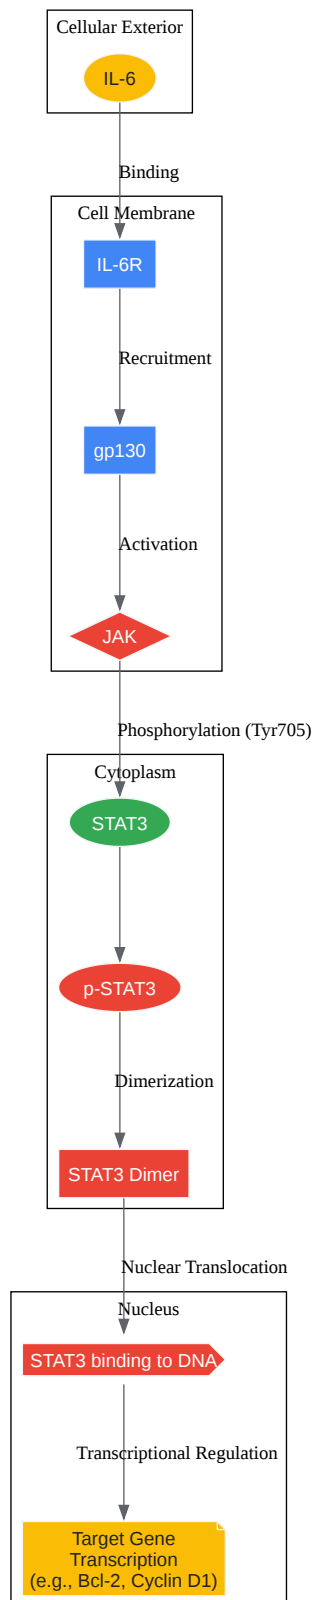 Cellular Exterior
IL-6
Binding
Cell Membrane
IL-6R
Recruitment
gp130
Activation
JAK
Phosphorylation (Tyr705)
Cytoplasm
STAT3
p-STAT3
Dimerization
STAT3 Dimer
Nuclear Translocation
Nucleus
STAT3 binding to DNA
Transcriptional Regulation
Target Gene
Transcription
(e.g., Bcl-2, Cyclin D1)